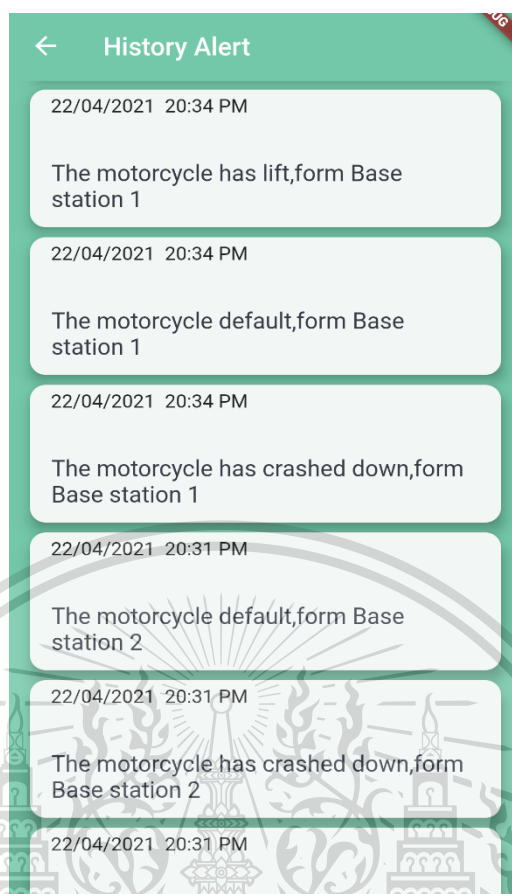 History Alert
22/04/2021 20:34 PM
The motorcycle has lift,form Base
station 1
22/04/2021 20:34 PM
The motorcycle default,form Base
station 1
22/04/2021 20:34 PM
The motorcycle has crashed down,form
Base station 1
22/04/2021 20:31 PM
The motorcycle default,form Base
station 2
22/04/2021 20:31 PM
The motorcycle has crashed down,form
Base station 2
22/04/2021 20:31 PM